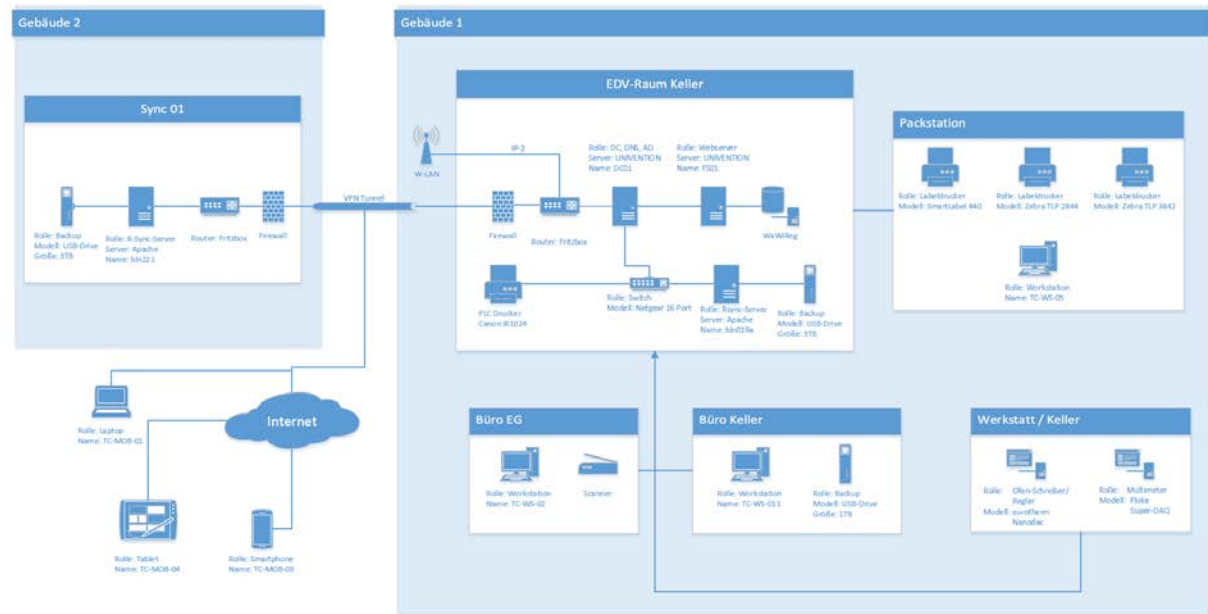 Gebäude 2
Sync 01
Rolle: Backup
Modell: USB-Drive
Größe: 3TB
Rolle: R-Sync-Server
Server: Apache
Router: Fritzbox
Firewall
VPN Tunnel
Gebäude 1
EDV-Raum Keller
W-LAN
IP-2
Rolle: DC, DNS, AD
Server: UNIVENTION
Name: DC01
Rolle: Webserver
Server: UNIVENTION
Name: FS01
Firewall
Router: Fritzbox
WaWiReg
P1C Drucker
Canon iR1024
Rolle: Switch
Modell: Netgear 16 Port
Rolle: Rsync-Server
Server: Apache
Rolle: Backup
Modell: USB-Drive
Größe: 3TB
Packstation
Rolle: Labeldrucker
Modell: SmartLabel 440
Rolle: Labeldrucker
Modell: Zebra TLP 2844
Rolle: Labeldrucker
Modell: Zebra TLP 3842
Rolle: Workstation
Name: TC-WS-05
Rolle: Laptop
Name: TC-MOB-01
Internet
Rolle: Tablet
Name: TC-MOB-04
Rolle: Smartphone
Name: TC-MOB-03
Büro EG
Rolle: Workstation
Name: TC-WS-02
Scanner
Büro Keller
Rolle: Workstation
Name: TC-WS-011
Rolle: Backup
Modell: USB-Drive
Größe: 1TB
Werkstatt / Keller
Rolle: Ofen-Schreiber/
Regler
Modell: eurotherm
Nanodac
Rolle: Multimeter
Modell: Fluke
Super-DAQ